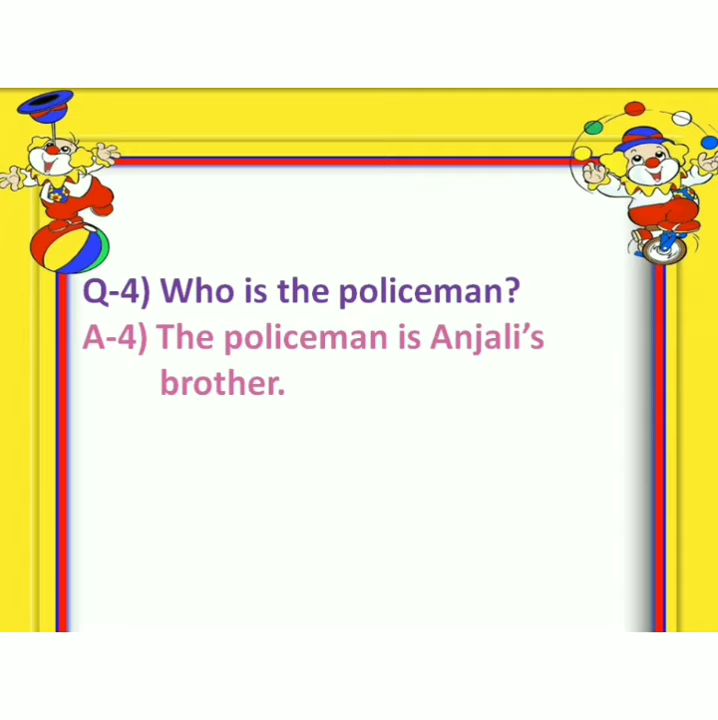 Q-4) Who is the policeman?
A-4) The policeman is Anjali’s
brother.